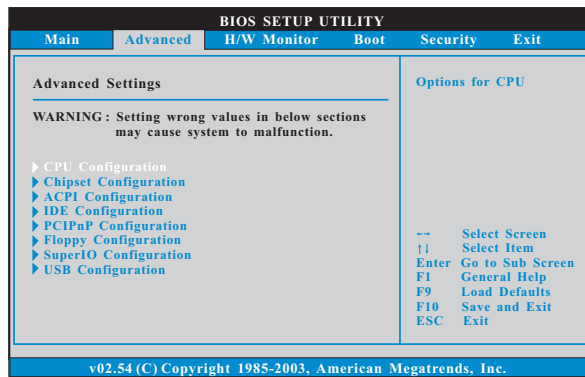 BIOS SETUP UTILITY
Main Advanced H/W Monitor Boot Security Exit
Advanced Settings
WARNING : Setting wrong values in below sections
may cause system to malfunction.
CPU Configuration
Chipset Configuration
ACPI Configuration
IDE Configuration
PCIPnP Configuration
Floppy Configuration
SuperIO Configuration
USB Configuration
Options for CPU
←→ Select Screen
↑↓ Select Item
Enter Go to Sub Screen
F1 General Help
F9 Load Defaults
F10 Save and Exit
ESC Exit
v02.54 (C) Copyright 1985-2003, American Megatrends, Inc.